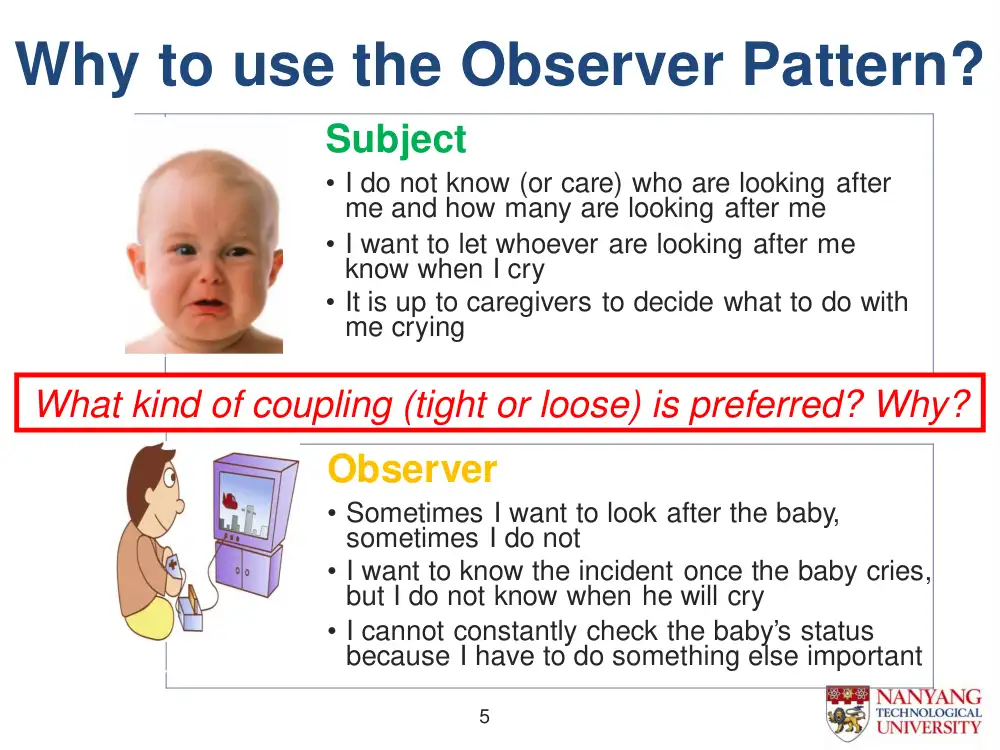 Why to use the Observer Pattern?
Subject
• I do not know (or care) who are looking after
me and how many are looking after me
• I want to let whoever are looking after me
know when I cry
• It is up to caregivers to decide what to do with
me crying
What kind of coupling (tight or loose) is preferred? Why?
Observer
• Sometimes I want to look after the baby,
sometimes I do not
• I want to know the incident once the baby cries,
but I do not know when he will cry
• I cannot constantly check the baby's status
because I have to do something else important
5
NANYANG
TECHNOLOGICAL
UNIVERSITY